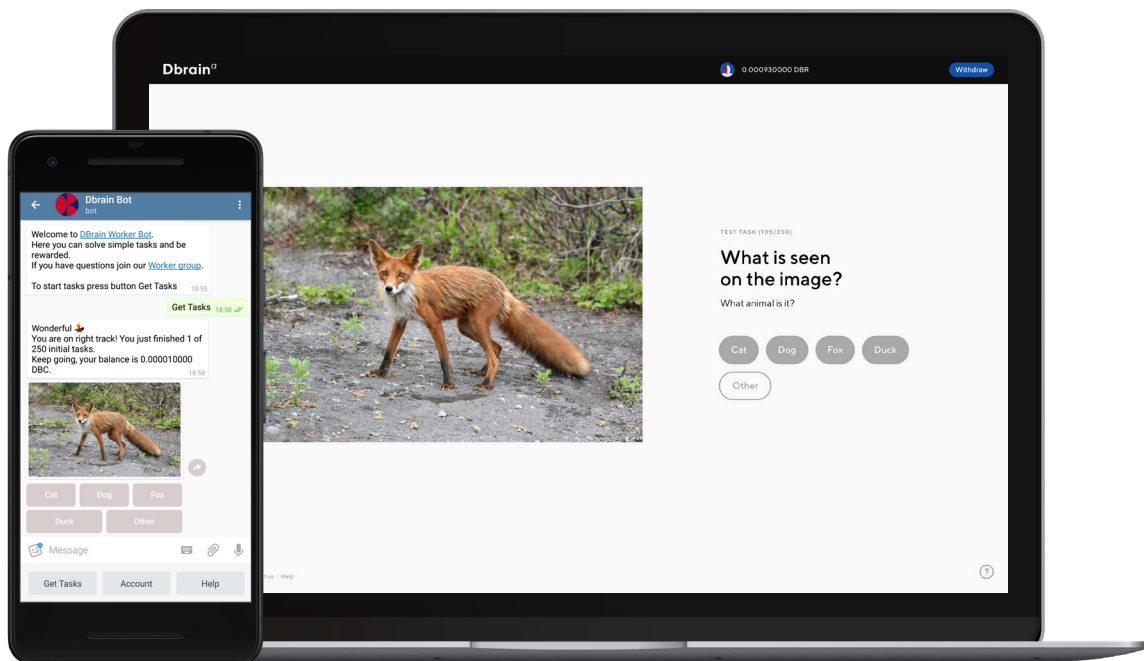 Dbrainα
0.000930000 DBR
Withdraw
TEST TASK (105/250)
What is seen
on the image?
What animal is it?
Cat
Dog
Fox
Duck
Other
Help
?
Dbrain Bot
bot
Welcome to DBrain Worker Bot.
Here you can solve simple tasks and be
rewarded.
If you have questions join our Worker group.
To start tasks press button Get Tasks 18:55
Get Tasks 18:58
Wonderful
You are on right track! You just finished 1 of
250 initial tasks.
Keep going, your balance is 0.000010000
DBC.
18:58
Cat
Dog
Fox
Duck
Other
Message
Get Tasks
Account
Help